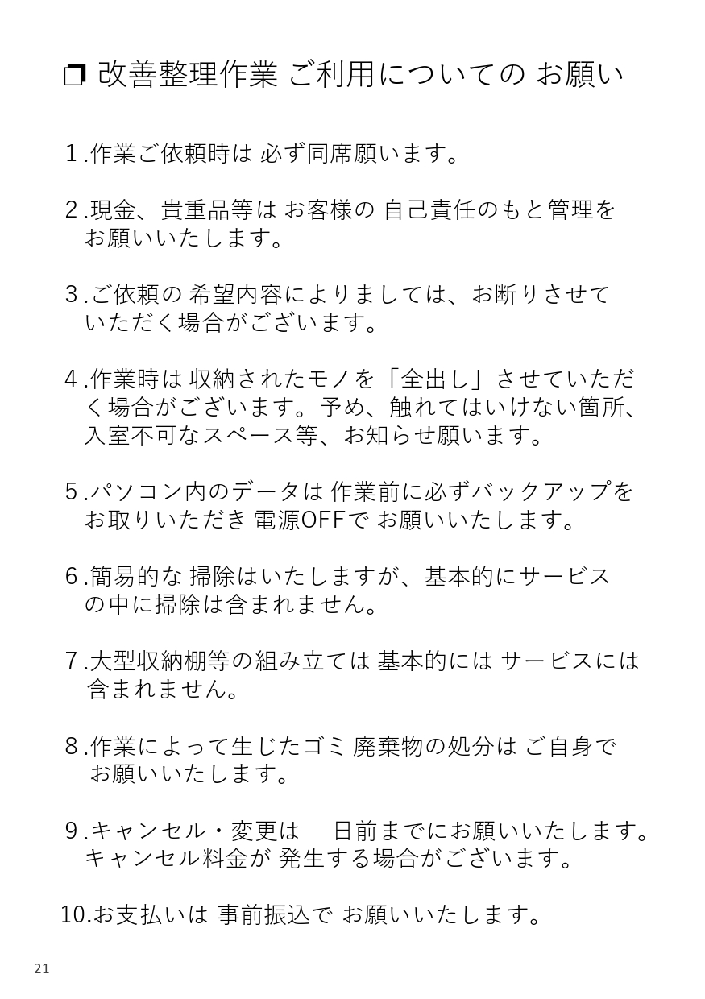 ❐ 改善整理作業 ご利用についての お願い
１.作業ご依頼時は 必ず同席願います。
２.現金、貴重品等は お客様の 自己責任のもと管理を
お願いいたします。
３.ご依頼の 希望内容によりましては、お断りさせて
いただく場合がございます。
４.作業時は 収納されたモノを「全出し」させていただ
く場合がございます。予め、触れてはいけない箇所、
入室不可なスペース等、お知らせ願います。
５.パソコン内のデータは 作業前に必ずバックアップを
お取りいただき 電源OFFで お願いいたします。
６.簡易的な 掃除はいたしますが、基本的にサービス
の中に掃除は含まれません。
７.大型収納棚等の組み立ては 基本的には サービスには
含まれません。
８.作業によって生じたゴミ 廃棄物の処分は ご自身で
お願いいたします。
９.キャンセル・変更は　 日前までにお願いいたします。
キャンセル料金が 発生する場合がございます。
10.お支払いは 事前振込で お願いいたします。
21